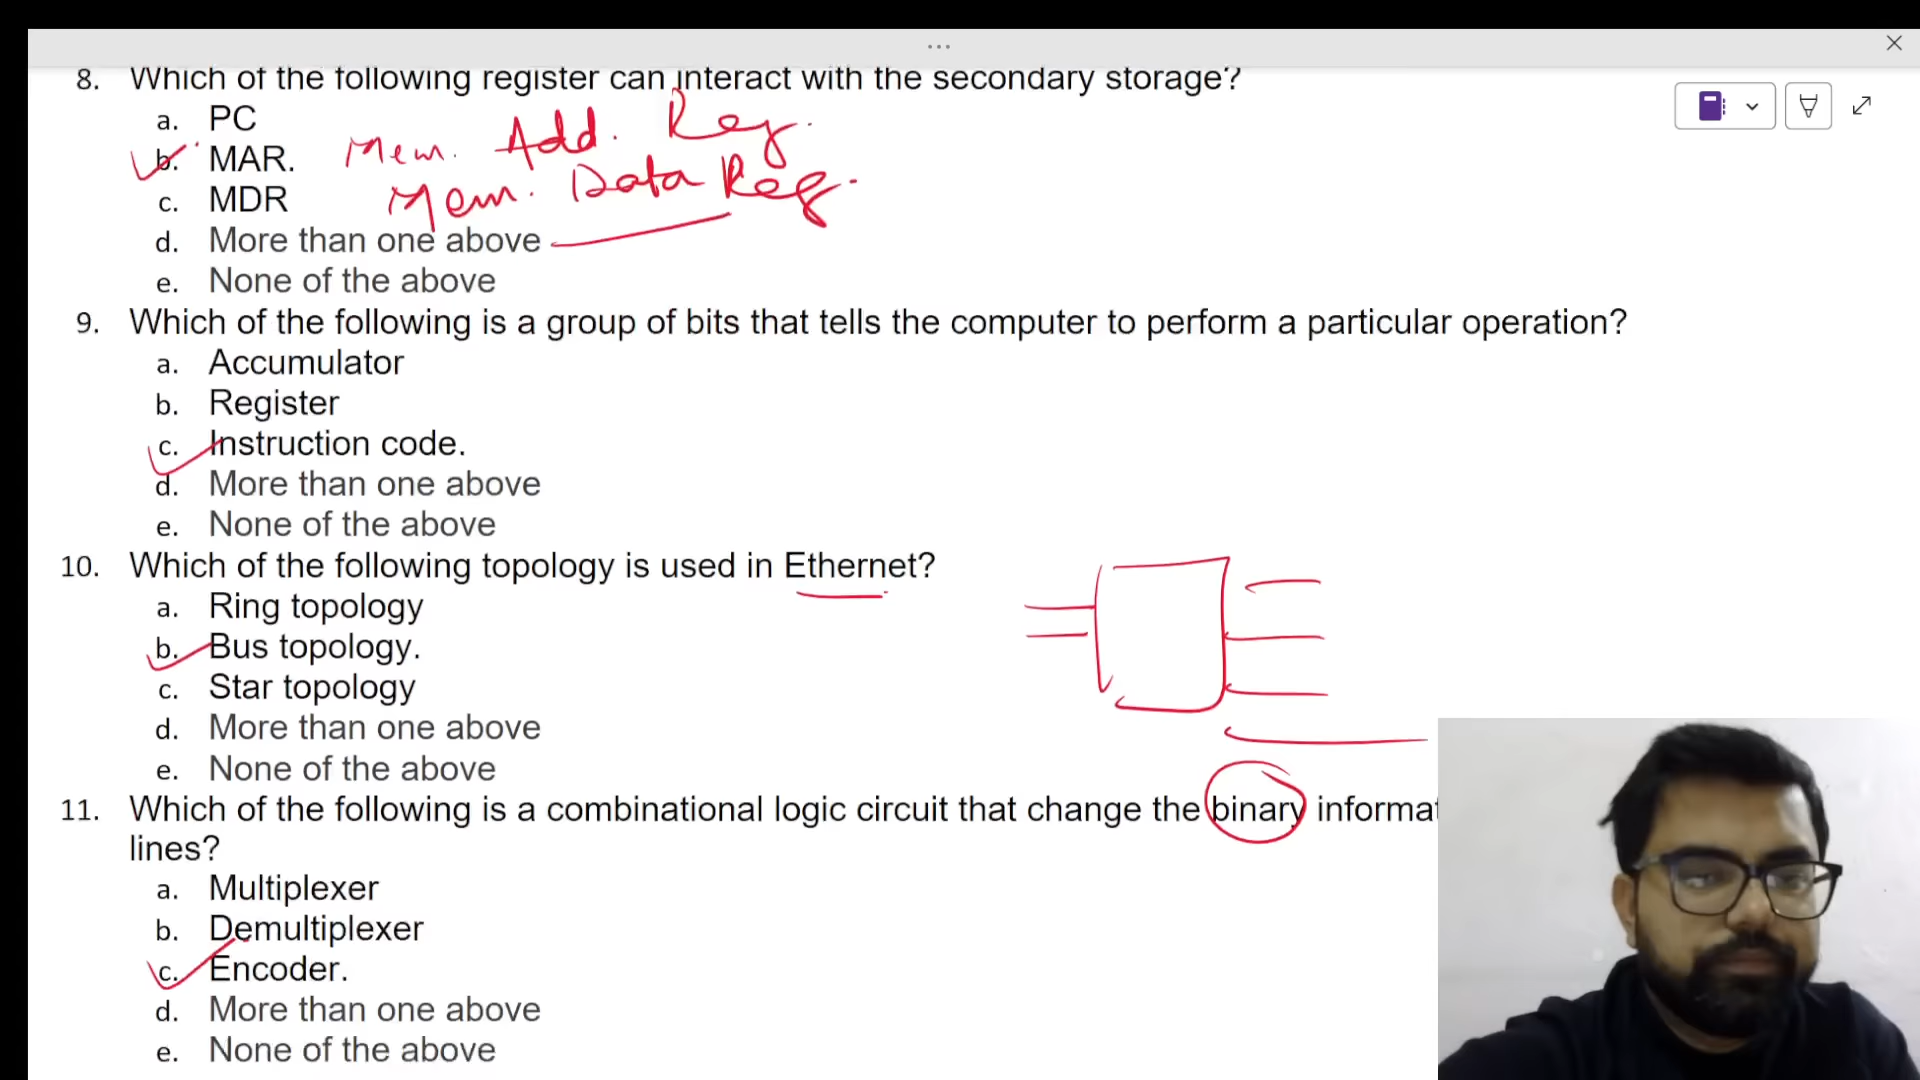 8. Which of the following register can interact with the secondary storage?
a. PC
b. MAR. Mem. Add. Reg.
c. MDR Mem. Data Reg.
d. More than one above
e. None of the above
9. Which of the following is a group of bits that tells the computer to perform a particular operation?
a. Accumulator
b. Register
c. Instruction code.
d. More than one above
e. None of the above
10. Which of the following topology is used in Ethernet?
a. Ring topology
b. Bus topology.
c. Star topology
d. More than one above
e. None of the above
11. Which of the following is a combinational logic circuit that change the binary informat
lines?
a. Multiplexer
b. Demultiplexer
c. Encoder.
d. More than one above
e. None of the above